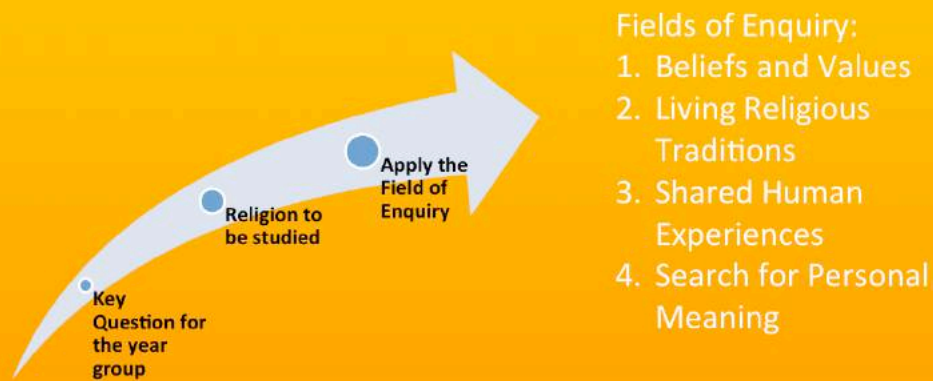 Fields of Enquiry:
1. Beliefs and Values
2. Living Religious
Traditions
3. Shared Human
Experiences
4. Search for Personal
Meaning
Key
Question for
the year
group
Religion to
be studied
Apply the
Field of
Enquiry